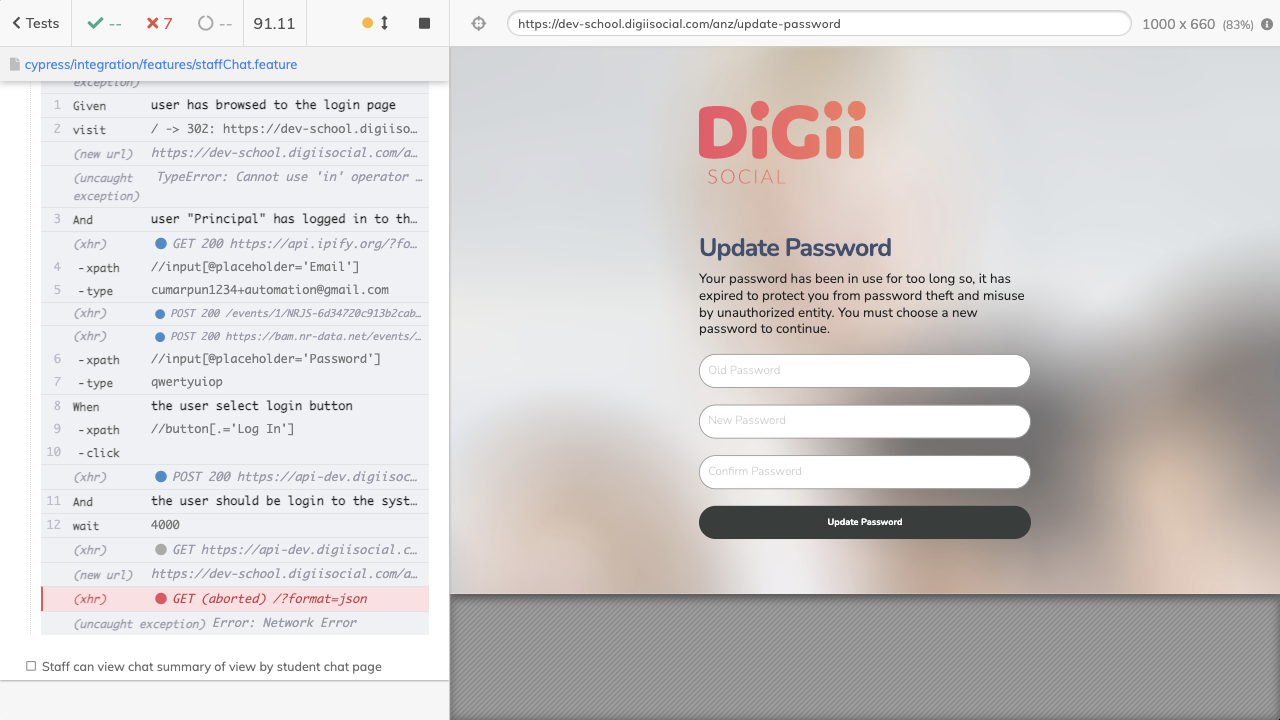 Tests
--
7
--
91.11
https://dev-school.digiisocial.com/anz/update-password
1000 x 660 (83%)
cypress/integration/features/staffChat.feature
exception)
1 Given user has browsed to the login page
2 visit / -> 302: https://dev-school.digiiso…
(new url) https://dev-school.digiisocial.com/a…
(uncaught exception) TypeError: Cannot use 'in' operator …
3 And user "Principal" has logged in to th…
(xhr) GET 200 https://api.ipify.org/?fo…
4 -xpath //input[@placeholder='Email']
5 -type cumarpun1234+automation@gmail.com
(xhr) POST 200 /events/1/NRJS-6d34720c913b2cab…
(xhr) POST 200 https://bam.nr-data.net/events/…
6 -xpath //input[@placeholder='Password']
7 -type qwertyuiop
8 When the user select login button
9 -xpath //button[.='Log In']
10 -click
(xhr) POST 200 https://api-dev.digiisoc…
11 And the user should be login to the syst…
12 wait 4000
(xhr) GET https://api-dev.digiisocial.c…
(new url) https://dev-school.digiisocial.com/a…
(xhr) GET (aborted) /?format=json
(uncaught exception) Error: Network Error
Staff can view chat summary of view by student chat page
DiGii
SOCIAL
Update Password
Your password has been in use for too long so, it has
expired to protect you from password theft and misuse
by unauthorized entity. You must choose a new
password to continue.
Old Password
New Password
Confirm Password
Update Password